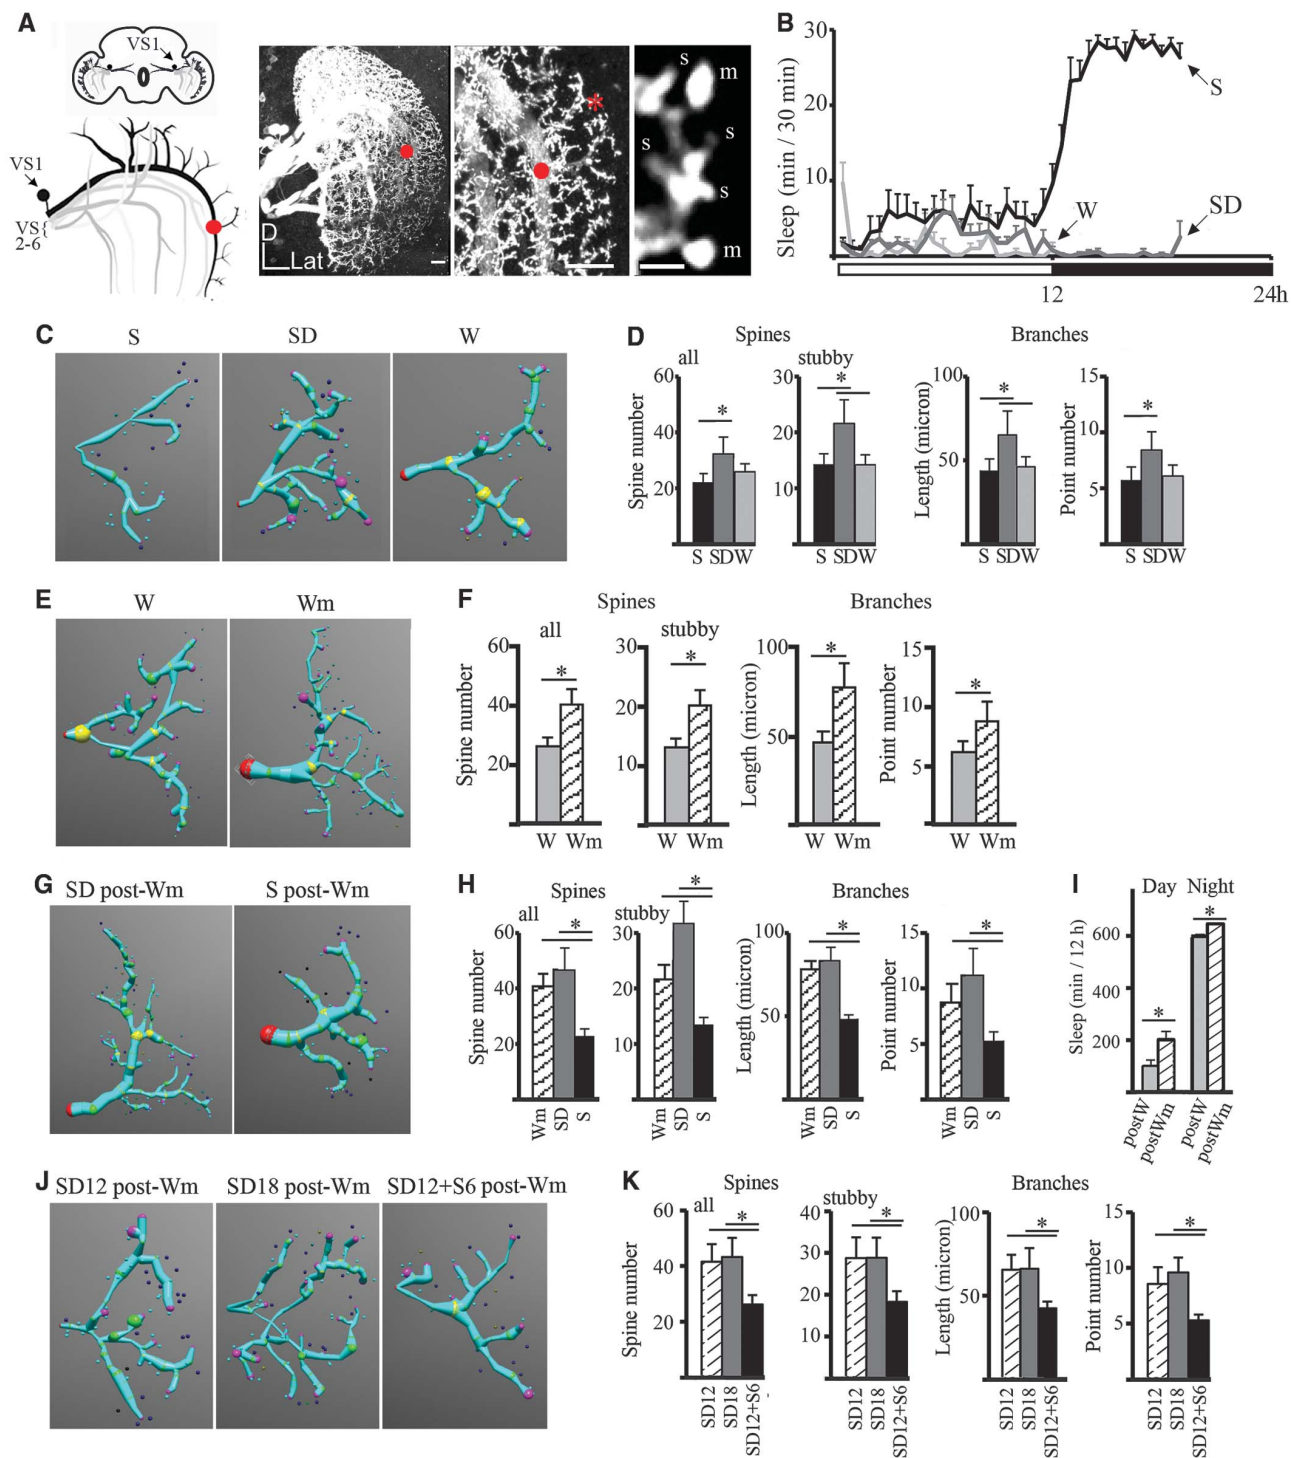 A
VS1
VS1
VS
2-6
D
Lat
*
s
m
s
s
s
m
B
Sleep (min / 30 min)
30
20
10
S
W
SD
12
24h
C
S
SD
W
D
Spines
Branches
all
stubby
Spine number
60
40
20
*
S SDW
30
20
10
*
S SDW
Length (micron)
100
50
*
S SDW
Point number
15
10
5
*
S SDW
E
W
Wm
F
Spines
Branches
all
stubby
Spine number
60
40
20
*
W Wm
30
20
10
*
W Wm
Length (micron)
100
50
*
W Wm
Point number
15
10
5
*
W Wm
G
SD post-Wm
S post-Wm
H
Spines
Branches
all
stubby
Spine number
60
40
20
*
Wm
SD
S
30
20
10
*
Wm
SD
S
Length (micron)
100
50
*
Wm
SD
S
Point number
15
10
5
*
Wm
SD
S
I
Day Night
Sleep (min / 12 h)
600
400
200
*
*
postW
postWm
postW
postWm
J
SD12 post-Wm
SD18 post-Wm
SD12+S6 post-Wm
K
Spines
Branches
all
stubby
Spine number
60
40
20
*
SD12
SD18
SD12+S6
40
30
20
10
*
SD12
SD18
SD12+S6
Length (micron)
100
50
*
SD12
SD18
SD12+S6
Point number
15
10
5
*
SD12
SD18
SD12+S6